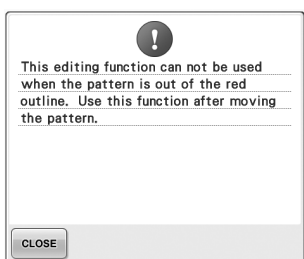 This editing function can not be used
when the pattern is out of the red
outline. Use this function after moving
the pattern.
CLOSE